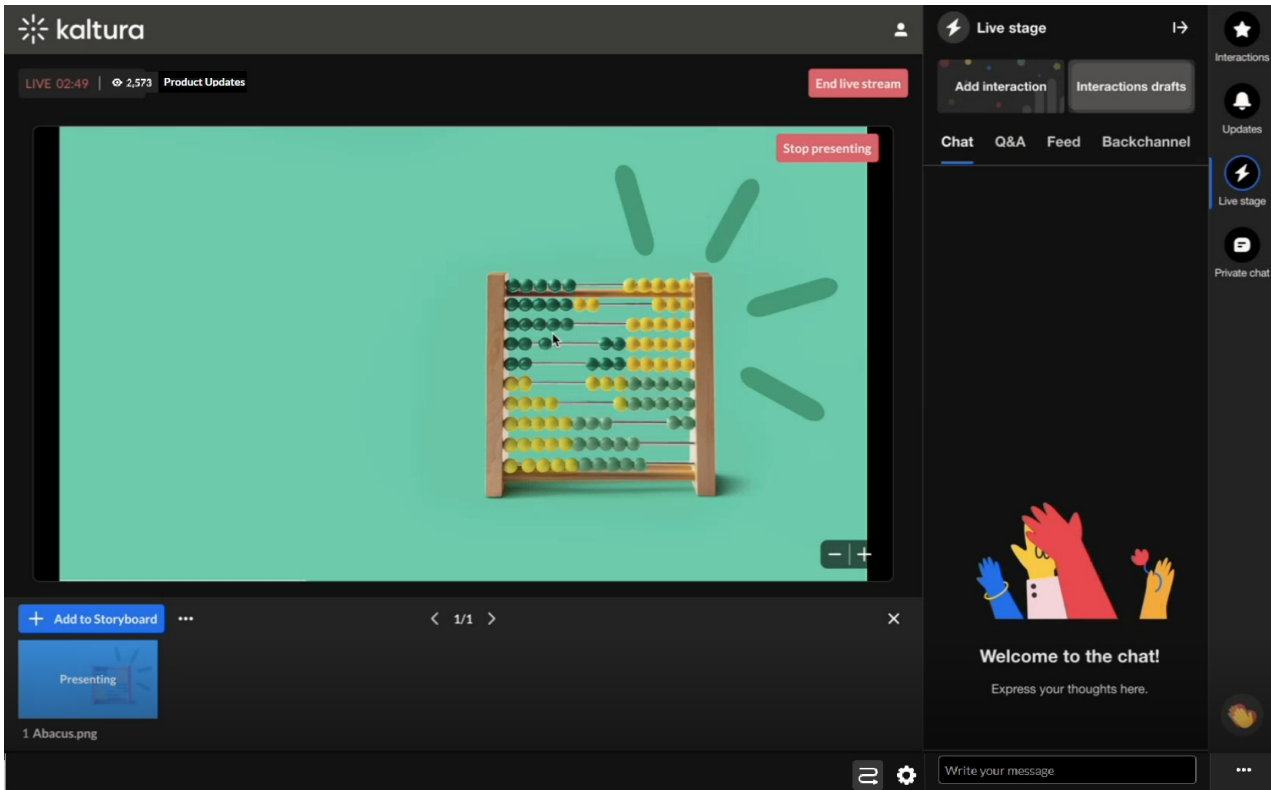 kaltura
LIVE 02:49 | 2,573 Product Updates
End live stream
Stop presenting
+ Add to Storyboard
1/1
Presenting
1 Abacus.png
Live stage
Add interaction
Interactions drafts
Chat Q&A Feed Backchannel
Welcome to the chat!
Express your thoughts here.
Write your message
Interactions
Updates
Live stage
Private chat